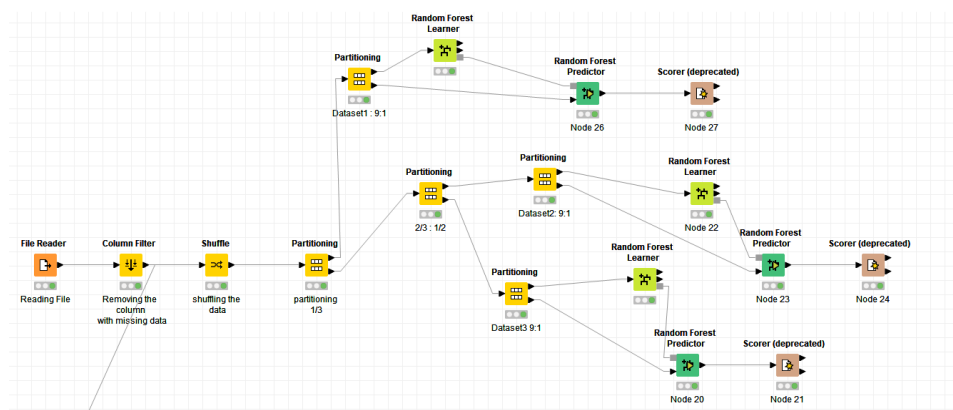 Random Forest
Learner
Partitioning
Dataset1 : 9:1
Random Forest
Predictor
Node 26
Scorer (deprecated)
Node 27
Partitioning
2/3 : 1/2
Partitioning
Dataset2: 9:1
Random Forest
Learner
Node 22
Random Forest
Predictor
Node 23
Scorer (deprecated)
Node 24
File Reader
Reading File
Column Filter
Removing the
column
with missing data
Shuffle
shuffling the
data
Partitioning
partitioning
1/3
Partitioning
Dataset3 9:1
Random Forest
Learner
Random Forest
Predictor
Node 20
Scorer (deprecated)
Node 21